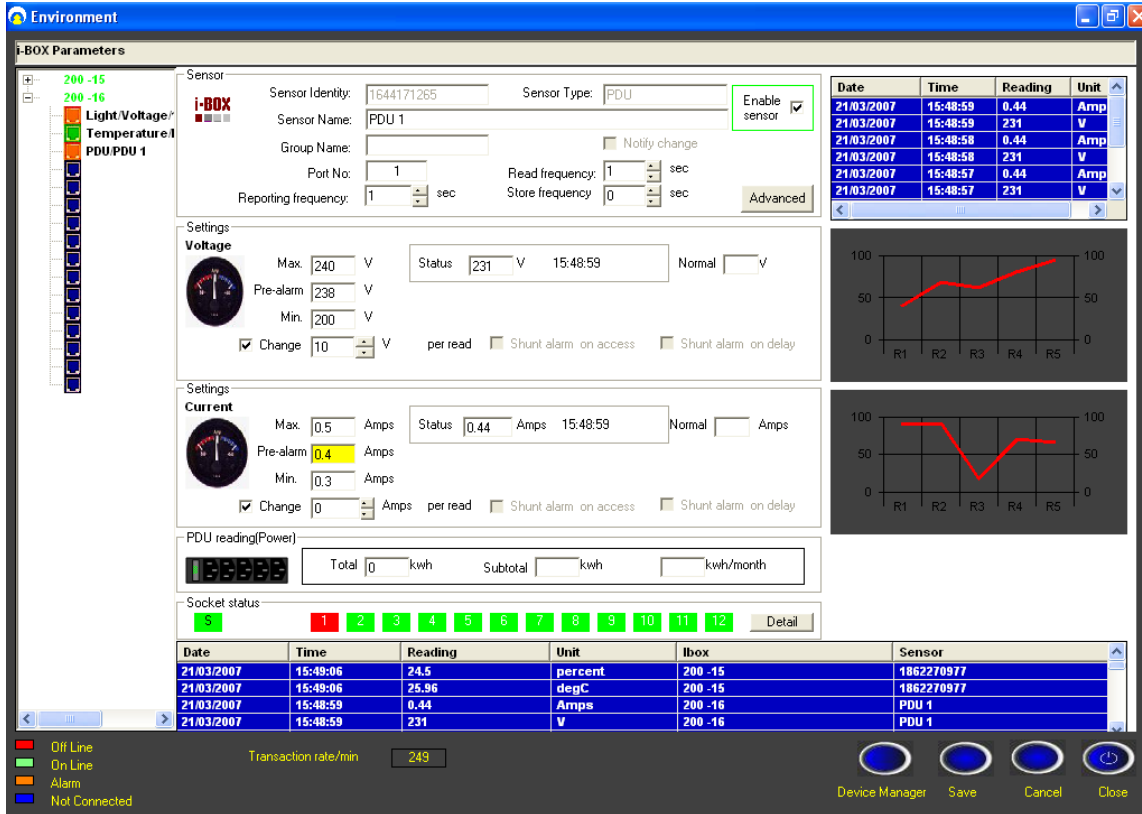 Environment
i-BOX Parameters
200 -15
200 -16
Light/Voltage/
Temperature/
PDU/PDU 1
Sensor
i-BOX
Sensor Identity: 1644171265 Sensor Type: PDU
Enable sensor
Sensor Name: PDU 1
Group Name: Notify change
Port No: 1 Read frequency: 1 sec
Reporting frequency: 1 sec Store frequency 0 sec Advanced
Date Time Reading Unit
21/03/2007 15:48:59 0.44 Amp
21/03/2007 15:48:59 231 V
21/03/2007 15:48:58 0.44 Amp
21/03/2007 15:48:58 231 V
21/03/2007 15:48:57 0.44 Amp
21/03/2007 15:48:57 231 V
Settings
Voltage
Max. 240 V Status 231 V 15:48:59 Normal V
Pre-alarm 238 V
Min. 200 V
Change 10 V per read Shunt alarm on access Shunt alarm on delay
100 100
50 50
0 0
R1 R2 R3 R4 R5
Settings
Current
Max. 0.5 Amps Status 0.44 Amps 15:48:59 Normal Amps
Pre-alarm 0.4 Amps
Min. 0.3 Amps
Change 0 Amps per read Shunt alarm on access Shunt alarm on delay
100 100
50 50
0 0
R1 R2 R3 R4 R5
PDU reading(Power)
Total 0 kwh Subtotal kwh kwh/month
Socket status
S 1 2 3 4 5 6 7 8 9 10 11 12 Detail
Date Time Reading Unit Ibox Sensor
21/03/2007 15:49:06 24.5 percent 200 -15 1862270977
21/03/2007 15:49:06 25.96 degC 200 -15 1862270977
21/03/2007 15:48:59 0.44 Amps 200 -16 PDU 1
21/03/2007 15:48:59 231 V 200 -16 PDU 1
Off Line
On Line
Alarm
Not Connected
Transaction rate/min 249
Device Manager Save Cancel Close